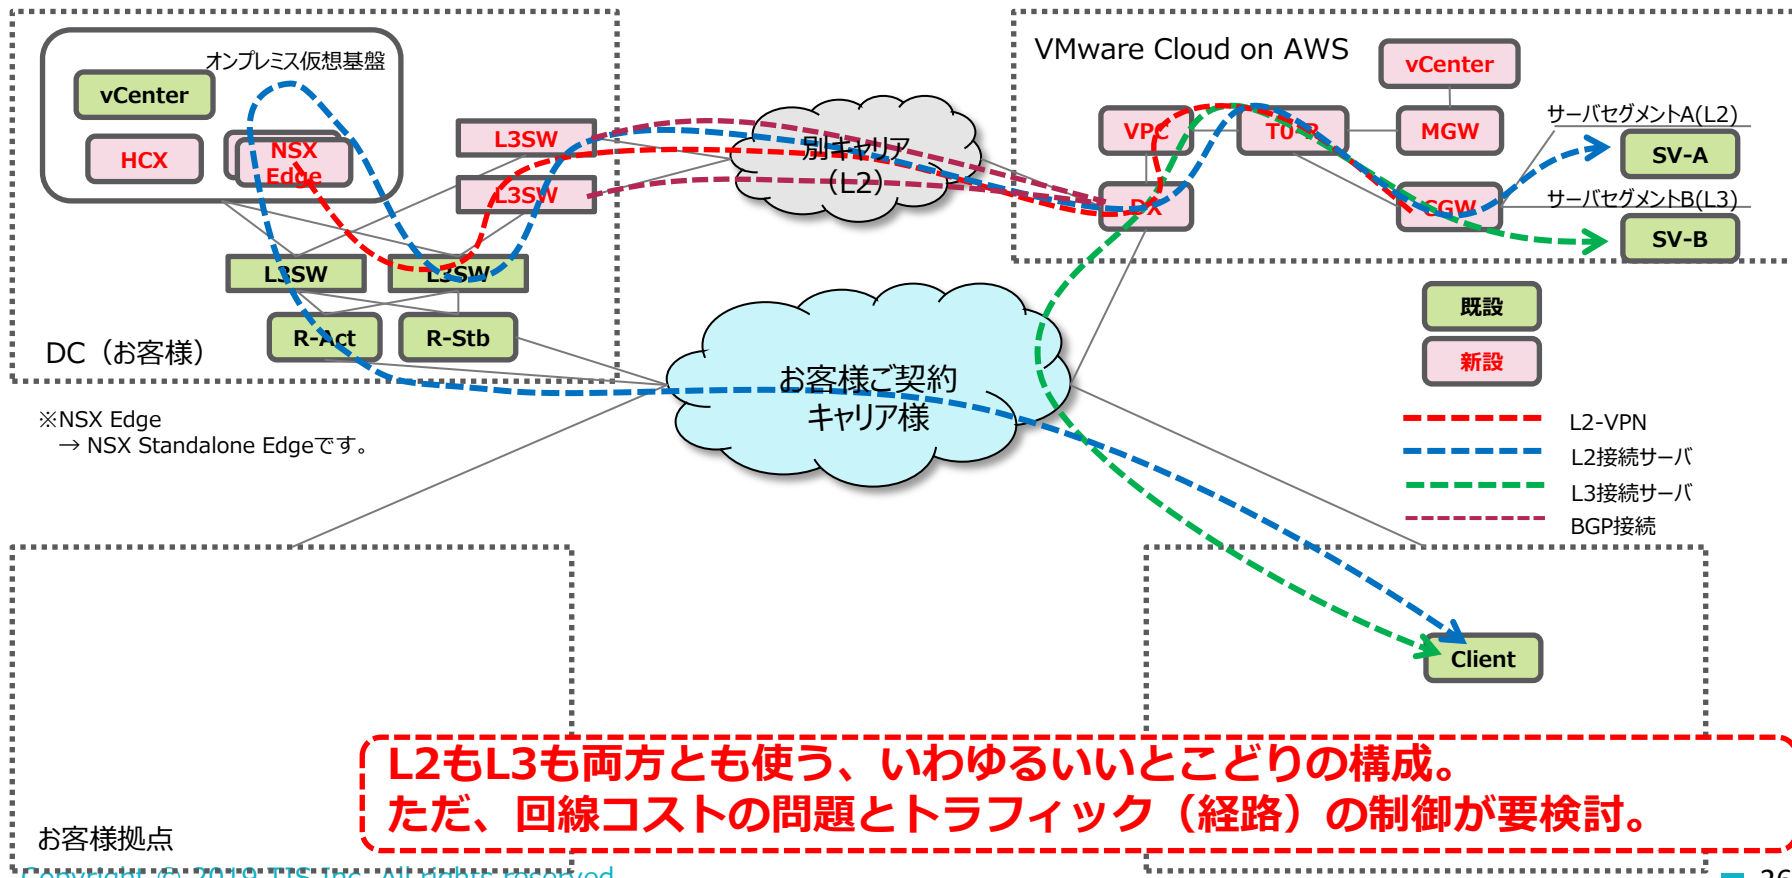 オンプレミス仮想基盤
vCenter
HCX
NSX
Edge
L3SW
L3SW
L3SW
L3SW
R-Act
R-Stb
DC（お客様）
※NSX Edge
→ NSX Standalone Edgeです。
別キャリア
（L2）
お客様ご契約
キャリア様
VMware Cloud on AWS
vCenter
VPC
MGW
DX
CGW
サーバセグメントA(L2)
SV-A
サーバセグメントB(L3)
SV-B
既設
新設
L2-VPN
L2接続サーバ
L3接続サーバ
BGP接続
Client
L2もL3も両方とも使う、いわゆるいいとこどりの構成。
ただ、回線コストの問題とトラフィック（経路）の制御が要検討。
お客様拠点
Copyright © 2019 TIS Inc. All rights reserved.